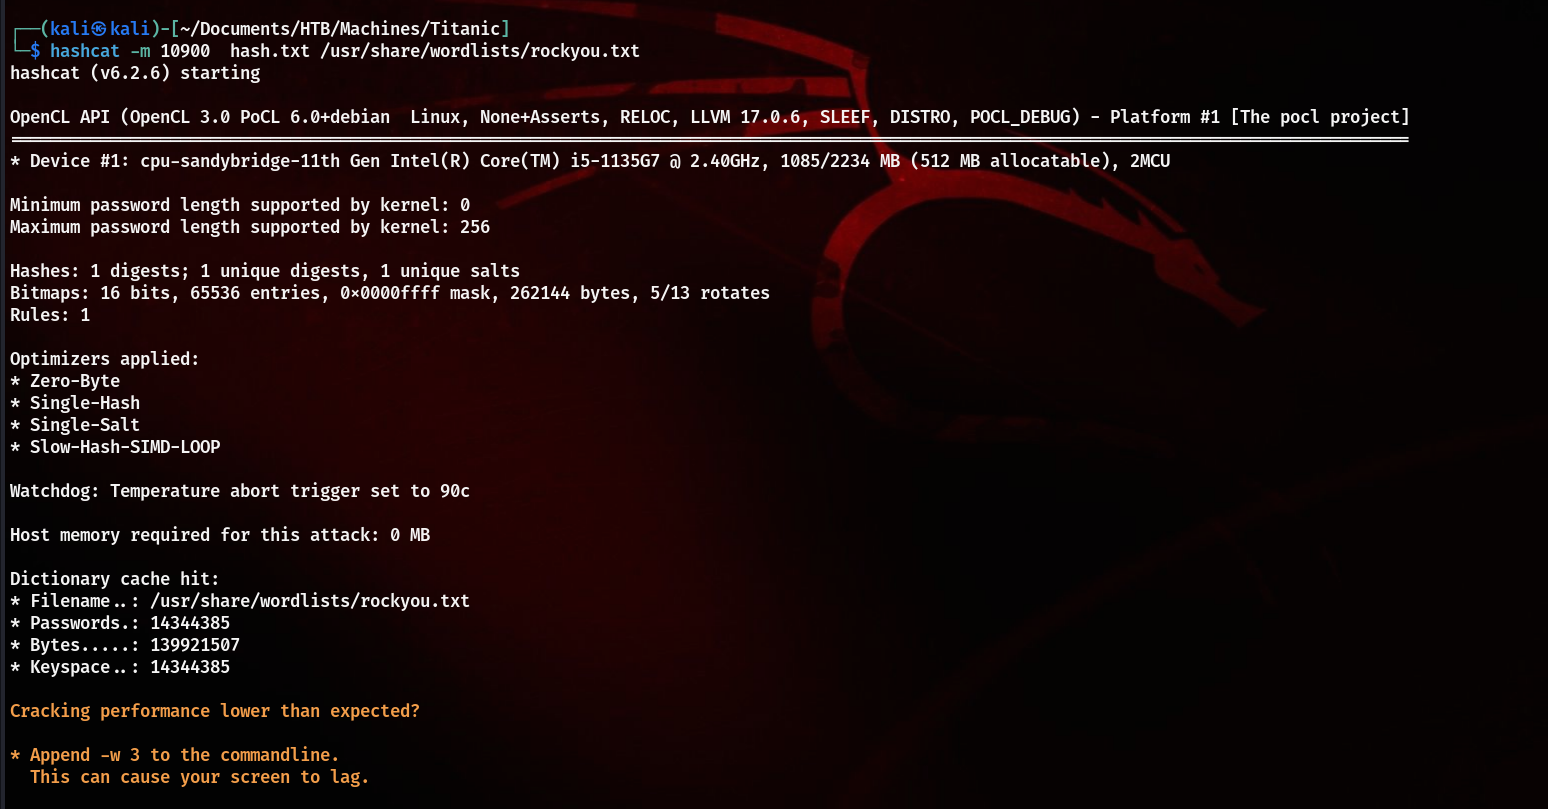 ┌──(kali㉿kali)-[~/Documents/HTB/Machines/Titanic]
└─$ hashcat -m 10900  hash.txt /usr/share/wordlists/rockyou.txt
hashcat (v6.2.6) starting
OpenCL API (OpenCL 3.0 PoCL 6.0+debian  Linux, None+Asserts, RELOC, LLVM 17.0.6, SLEEF, DISTRO, POCL_DEBUG) - Platform #1 [The pocl project]
============================================================================================================================================
* Device #1: cpu-sandybridge-11th Gen Intel(R) Core(TM) i5-1135G7 @ 2.40GHz, 1085/2234 MB (512 MB allocatable), 2MCU
Minimum password length supported by kernel: 0
Maximum password length supported by kernel: 256
Hashes: 1 digests; 1 unique digests, 1 unique salts
Bitmaps: 16 bits, 65536 entries, 0x0000ffff mask, 262144 bytes, 5/13 rotates
Rules: 1
Optimizers applied:
* Zero-Byte
* Single-Hash
* Single-Salt
* Slow-Hash-SIMD-LOOP
Watchdog: Temperature abort trigger set to 90c
Host memory required for this attack: 0 MB
Dictionary cache hit:
* Filename..: /usr/share/wordlists/rockyou.txt
* Passwords.: 14344385
* Bytes.....: 139921507
* Keyspace..: 14344385
Cracking performance lower than expected?
* Append -w 3 to the commandline.
  This can cause your screen to lag.